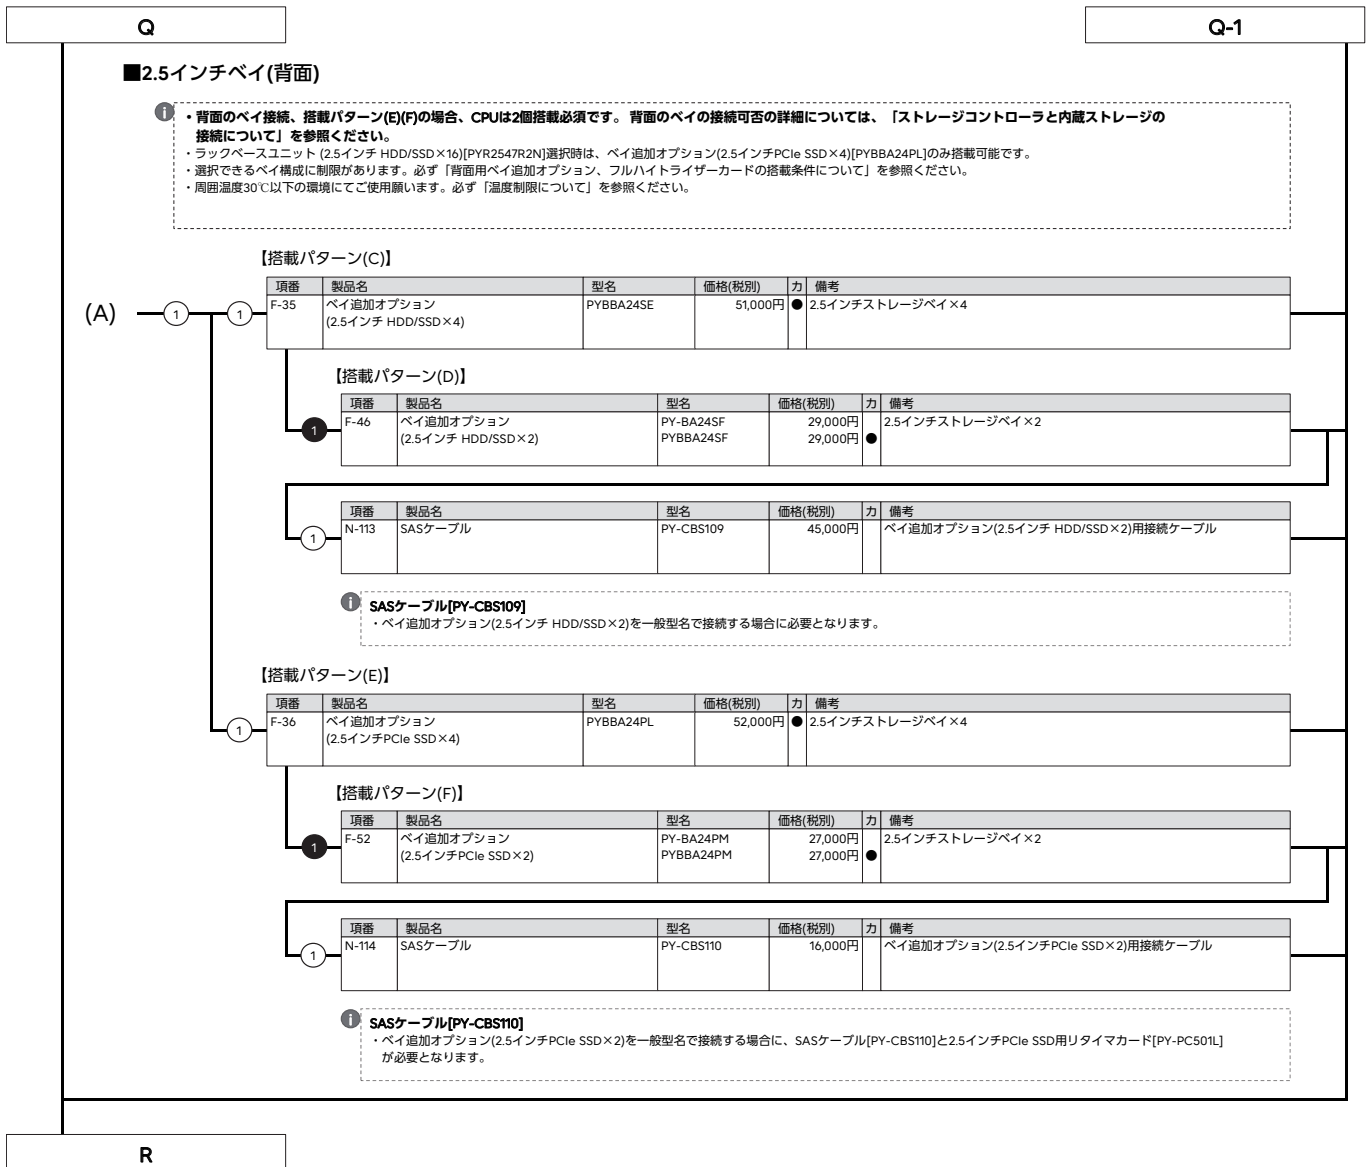 Q
Q-1
■2.5インチベイ(背面)
・背面のベイ接続、搭載パターン(E)(F)の場合、CPUは2個搭載必須です。 背面のベイの接続可否の詳細については、「ストレージコントローラと内蔵ストレージの
接続について」を参照ください。
・ラックベースユニット (2.5インチ HDD/SSD×16)[PYR2547R2N]選択時は、ベイ追加オプション(2.5インチPCIe SSD×4)[PYBBA24PL]のみ搭載可能です。
・選択できるベイ構成に制限があります。必ず「背面用ベイ追加オプション、フルハイトライザーカードの搭載条件について」を参照ください。
・周囲温度30℃以下の環境にてご使用願います。必ず「温度制限について」を参照ください。
【搭載パターン(C)】
項番 製品名 型名 価格(税別) カ 備考
(A) 1 1 F-35 ベイ追加オプション PYBBA24SE 51,000円 ● 2.5インチストレージベイ×4
(2.5インチ HDD/SSD×4)
【搭載パターン(D)】
項番 製品名 型名 価格(税別) カ 備考
1 F-46 ベイ追加オプション PY-BA24SF 29,000円 2.5インチストレージベイ×2
(2.5インチ HDD/SSD×2) PYBBA24SF 29,000円 ●
項番 製品名 型名 価格(税別) カ 備考
1 N-113 SASケーブル PY-CBS109 45,000円 ベイ追加オプション(2.5インチ HDD/SSD×2)用接続ケーブル
SASケーブル[PY-CBS109]
・ベイ追加オプション(2.5インチ HDD/SSD×2)を一般型名で接続する場合に必要となります。
【搭載パターン(E)】
項番 製品名 型名 価格(税別) カ 備考
1 F-36 ベイ追加オプション PYBBA24PL 52,000円 ● 2.5インチストレージベイ×4
(2.5インチPCIe SSD×4)
【搭載パターン(F)】
項番 製品名 型名 価格(税別) カ 備考
1 F-52 ベイ追加オプション PY-BA24PM 27,000円 2.5インチストレージベイ×2
(2.5インチPCIe SSD×2) PYBBA24PM 27,000円 ●
項番 製品名 型名 価格(税別) カ 備考
1 N-114 SASケーブル PY-CBS110 16,000円 ベイ追加オプション(2.5インチPCIe SSD×2)用接続ケーブル
SASケーブル[PY-CBS110]
・ベイ追加オプション(2.5インチPCIe SSD×2)を一般型名で接続する場合に、SASケーブル[PY-CBS110]と2.5インチPCIe SSD用リタイマカード[PY-PC501L]
が必要となります。
R